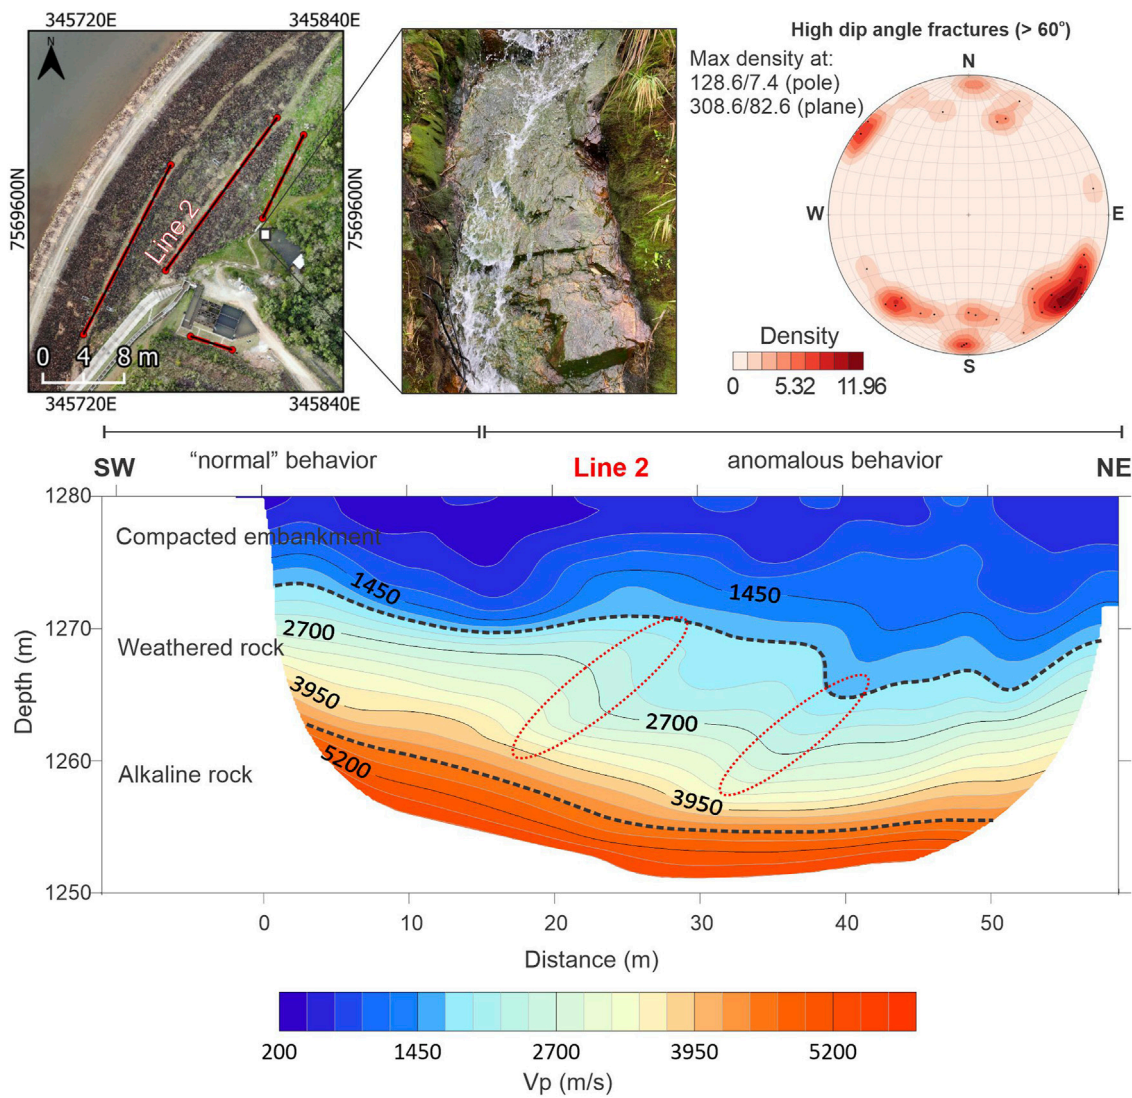 345720E
345840E
N
7569600N
7569600N
Line 2
0 4 8 m
345720E
345840E
High dip angle fractures (> 60°)
Max density at:
128.6/7.4 (pole)
308.6/82.6 (plane)
N
W
E
S
Density
0 5.32 11.96
SW
"normal" behavior
Line 2
anomalous behavior
NE
1280
Compacted embankment
1450
1450
1270
2700
Weathered rock
3950
2700
1260
5200
Alkaline rock
3950
1250
Depth (m)
0 10 20 30 40 50
Distance (m)
200 1450 2700 3950 5200
Vp (m/s)